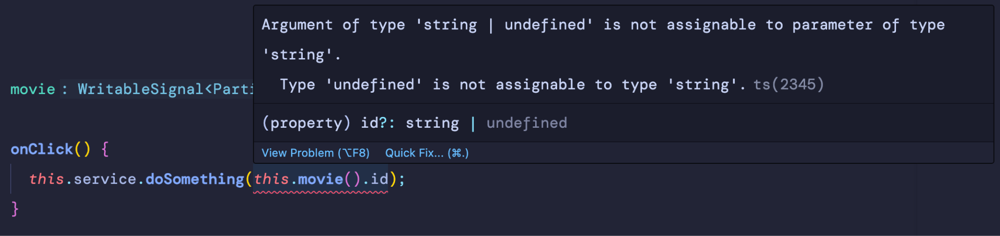 Argument of type 'string | undefined' is not assignable to parameter of type
'string'.
Type 'undefined' is not assignable to type 'string'. ts(2345)
(property) id?: string | undefined
View Problem (⌥F8) Quick Fix... (⌘.)
movie : WritableSignal<Parti
onClick() {
this.service.doSomething(this.movie().id);
}